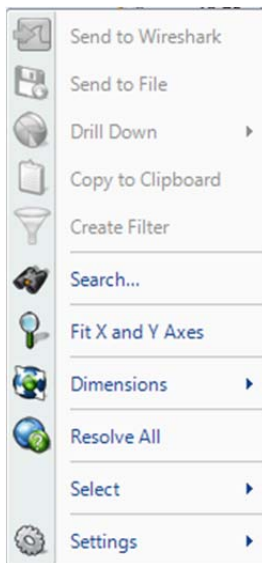 Send to Wireshark
Send to File
Drill Down
Copy to Clipboard
Create Filter
Search...
Fit X and Y Axes
Dimensions
Resolve All
Select
Settings